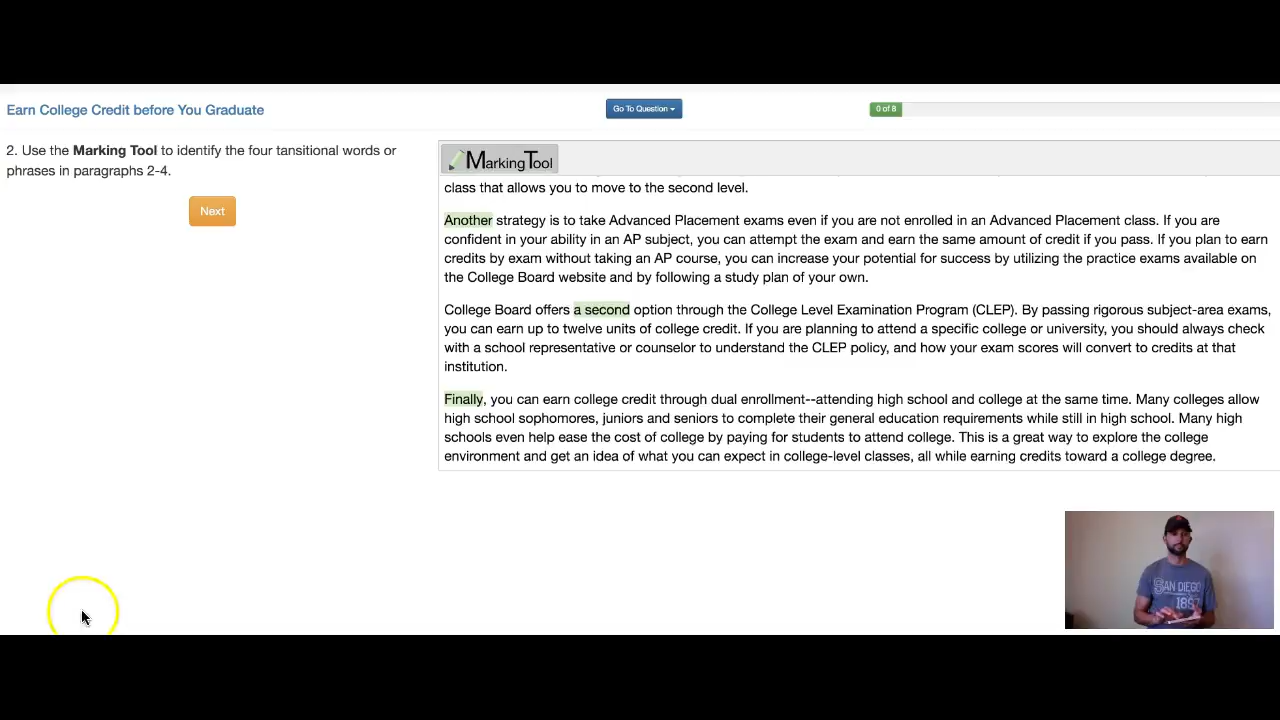 Earn College Credit before You Graduate
Go To Question
0 of 8
2. Use the Marking Tool to identify the four tansitional words or
phrases in paragraphs 2-4.
Next
MarkingTool
class that allows you to move to the second level.
Another strategy is to take Advanced Placement exams even if you are not enrolled in an Advanced Placement class. If you are
confident in your ability in an AP subject, you can attempt the exam and earn the same amount of credit if you pass. If you plan to earn
credits by exam without taking an AP course, you can increase your potential for success by utilizing the practice exams available on
the College Board website and by following a study plan of your own.
College Board offers a second option through the College Level Examination Program (CLEP). By passing rigorous subject-area exams,
you can earn up to twelve units of college credit. If you are planning to attend a specific college or university, you should always check
with a school representative or counselor to understand the CLEP policy, and how your exam scores will convert to credits at that
institution.
Finally, you can earn college credit through dual enrollment--attending high school and college at the same time. Many colleges allow
high school sophomores, juniors and seniors to complete their general education requirements while still in high school. Many high
schools even help ease the cost of college by paying for students to attend college. This is a great way to explore the college
environment and get an idea of what you can expect in college-level classes, all while earning credits toward a college degree.
SAN DIEGO
1897